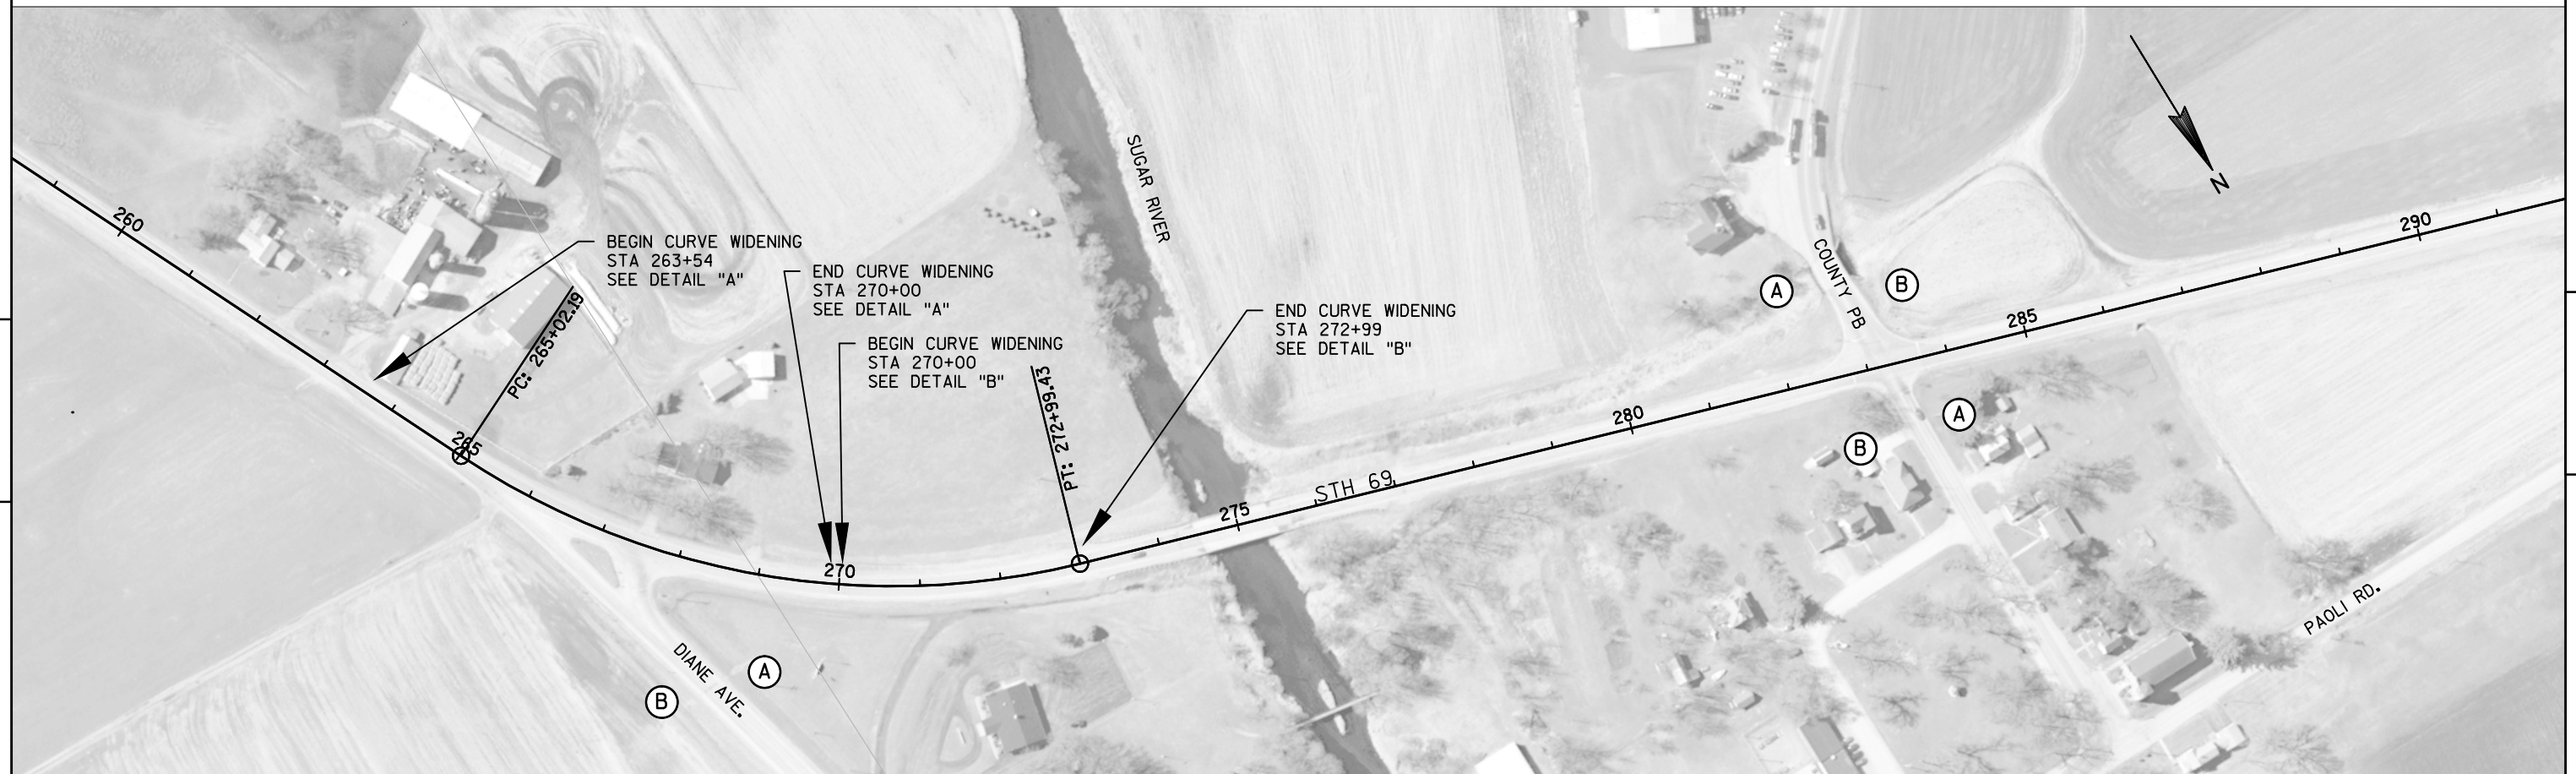 260
BEGIN CURVE WIDENING
STA 263+54
SEE DETAIL "A"
END CURVE WIDENING
STA 270+00
SEE DETAIL "A"
BEGIN CURVE WIDENING
STA 270+00
SEE DETAIL "B"
END CURVE WIDENING
STA 272+99
SEE DETAIL "B"
PC: 265+02.19
265
270
PT: 272+99.43
SUGAR RIVER
275
STH 69
280
285
290
COUNTY PB
A
B
A
B
N
DIANE AVE.
A
B
PAOLI RD.